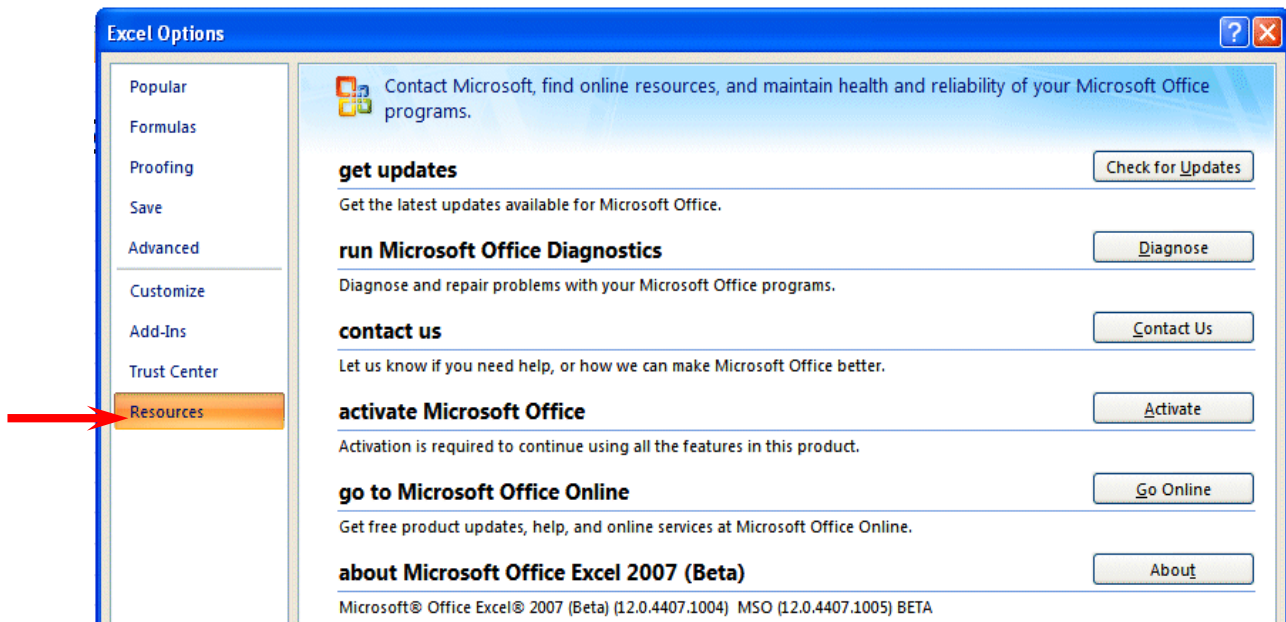 Excel Options
Popular
Formulas
Proofing
Save
Advanced
Customize
Add-Ins
Trust Center
Resources
Contact Microsoft, find online resources, and maintain health and reliability of your Microsoft Office
programs.
get updates
Check for Updates
Get the latest updates available for Microsoft Office.
run Microsoft Office Diagnostics
Diagnose
Diagnose and repair problems with your Microsoft Office programs.
contact us
Contact Us
Let us know if you need help, or how we can make Microsoft Office better.
activate Microsoft Office
Activate
Activation is required to continue using all the features in this product.
go to Microsoft Office Online
Go Online
Get free product updates, help, and online services at Microsoft Office Online.
about Microsoft Office Excel 2007 (Beta)
About
Microsoft® Office Excel® 2007 (Beta) (12.0.4407.1004) MSO (12.0.4407.1005) BETA